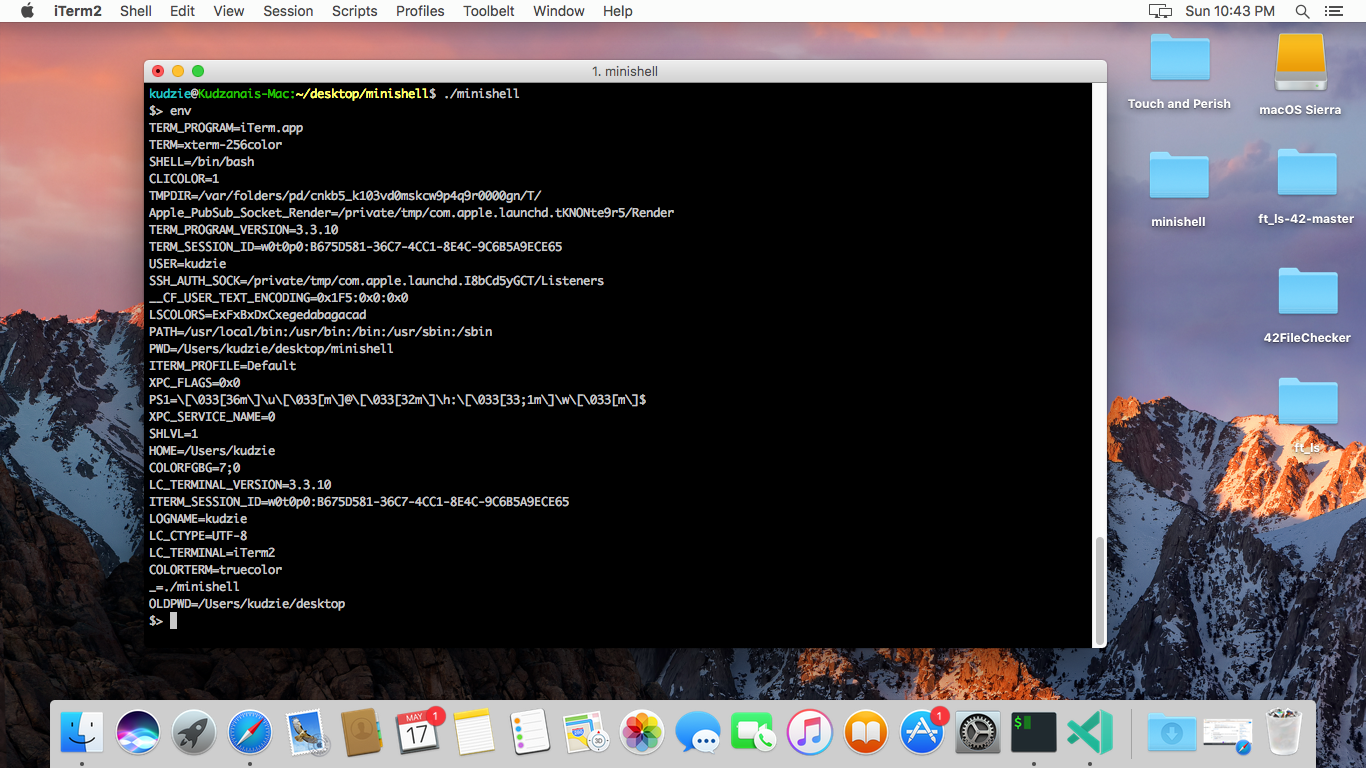 iTerm2 Shell Edit View Session Scripts Profiles Toolbelt Window Help Sun 10:43 PM
1. minishell
kudzie@Kudzanais-Mac:~/desktop/minishell$ ./minishell
$> env
TERM_PROGRAM=iTerm.app
TERM=xterm-256color
SHELL=/bin/bash
CLICOLOR=1
TMPDIR=/var/folders/pd/cnkb5_k103vd0mskcw9p4q9r0000gn/T/
Apple_PubSub_Socket_Render=/private/tmp/com.apple.launchd.tKNONte9r5/Render
TERM_PROGRAM_VERSION=3.3.10
TERM_SESSION_ID=w0t0p0:B675D581-36C7-4CC1-8E4C-9C6B5A9ECE65
USER=kudzie
SSH_AUTH_SOCK=/private/tmp/com.apple.launchd.I8bCd5yGCT/Listeners
__CF_USER_TEXT_ENCODING=0x1F5:0x0:0x0
LSCOLORS=ExFxBxDxCxegedabagacad
PATH=/usr/local/bin:/usr/bin:/bin:/usr/sbin:/sbin
PWD=/Users/kudzie/desktop/minishell
ITERM_PROFILE=Default
XPC_FLAGS=0x0
PS1=\[\033[36m\]\u\[\033[m\]@\[\033[32m\]\h:\[\033[33;1m\]\w\[\033[m\]$
XPC_SERVICE_NAME=0
SHLVL=1
HOME=/Users/kudzie
COLORFGBG=7;0
LC_TERMINAL_VERSION=3.3.10
ITERM_SESSION_ID=w0t0p0:B675D581-36C7-4CC1-8E4C-9C6B5A9ECE65
LOGNAME=kudzie
LC_CTYPE=UTF-8
LC_TERMINAL=iTerm2
COLORTERM=truecolor
_=./minishell
OLDPWD=/Users/kudzie/desktop
$>
Touch and Perish
macOS Sierra
minishell
ft_ls-42-master
42FileChecker
ft_ls
MAY
17
1
1
$